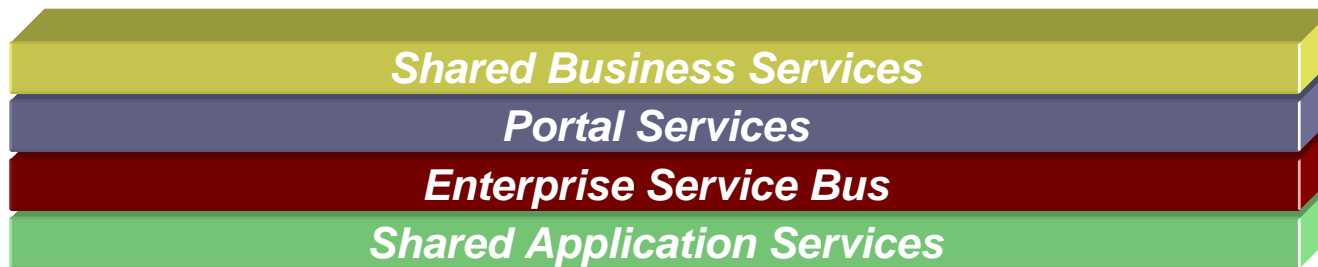 Shared Business Services
Portal Services
Enterprise Service Bus
Shared Application Services